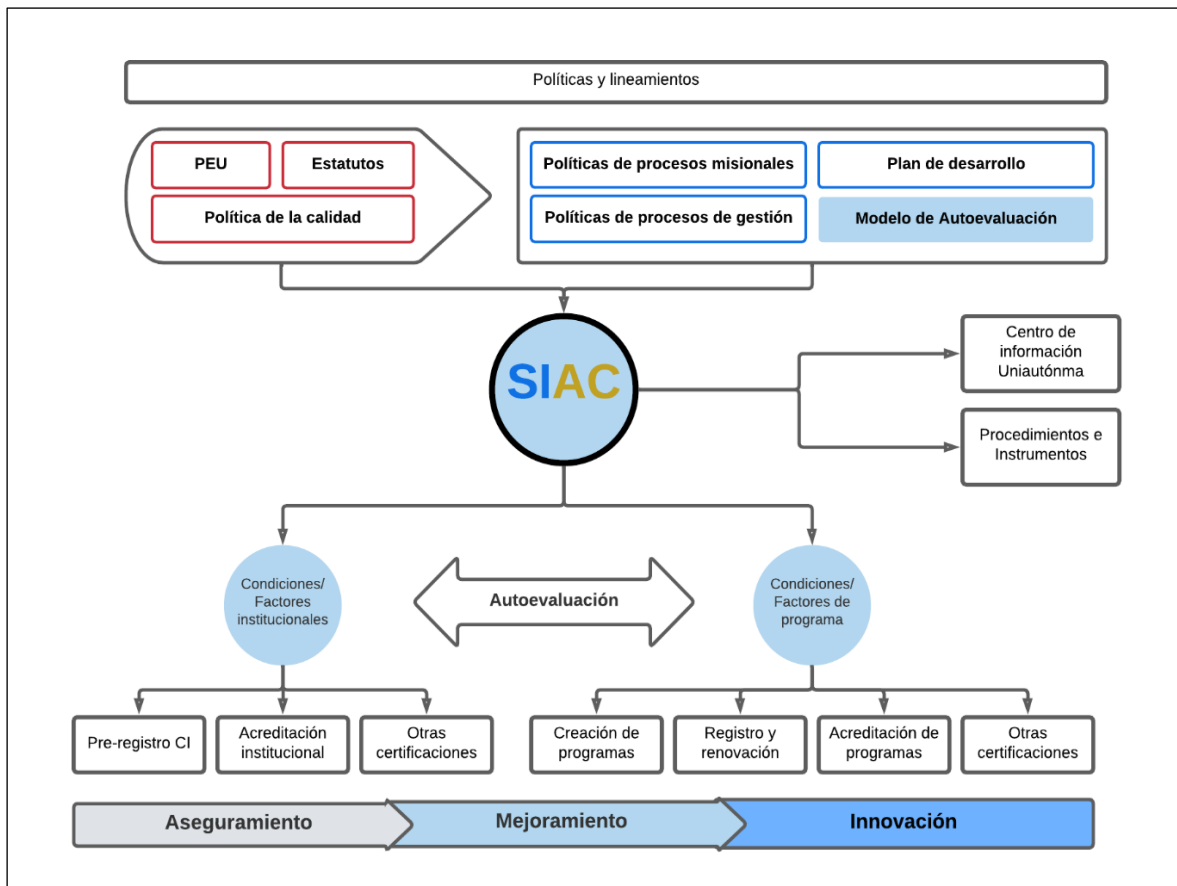 Políticas y lineamientos
PEU
Estatutos
Política de la calidad
Políticas de procesos misionales
Plan de desarrollo
Políticas de procesos de gestión
Modelo de Autoevaluación
SIAC
Centro de
información
Uniautónma
Procedimientos e
Instrumentos
Condiciones/
Factores
institucionales
Autoevaluación
Condiciones/
Factores de
programa
Pre-registro CI
Acreditación
institucional
Otras
certificaciones
Creación de
programas
Registro y
renovación
Acreditación de
programas
Otras
certificaciones
Aseguramiento
Mejoramiento
Innovación